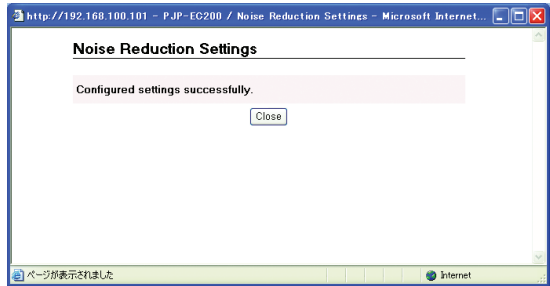 http://192.168.100.101 - PJP-EC200 / Noise Reduction Settings - Microsoft Internet...
Noise Reduction Settings
Configured settings successfully.
Close
ページが表示されました
Internet